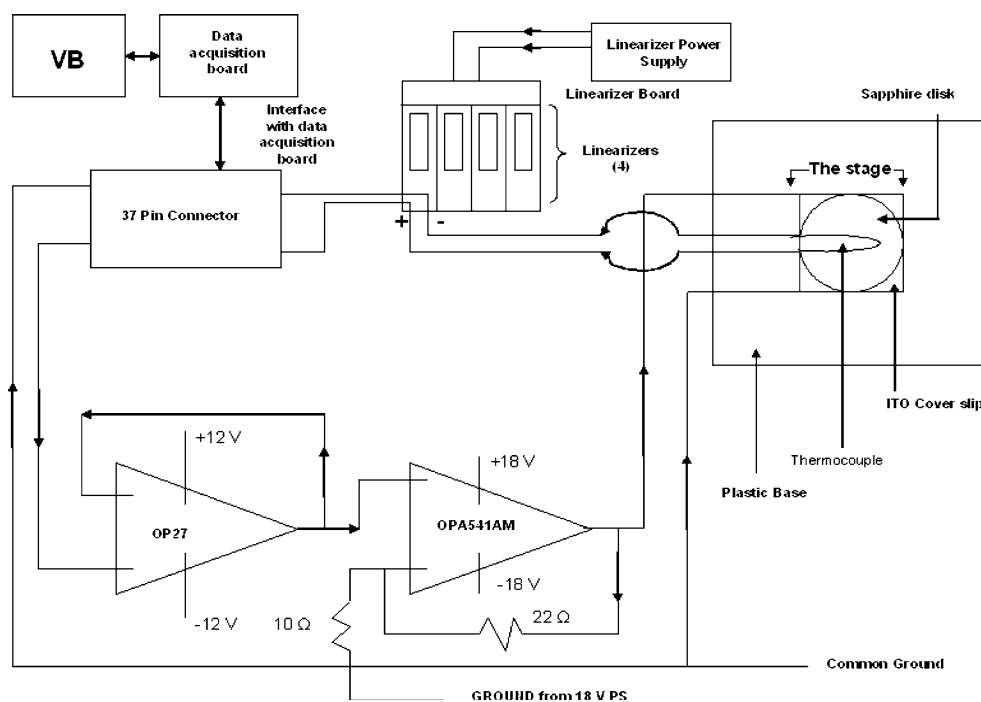 VB
Data
acquisition
board
Linearizer Power
Supply
Linearizer Board
Sapphire disk
Interface
with data
acquisition
board
Linearizers
(4)
The stage
37 Pin Connector
+ -
ITO Cover slip
Thermocouple
Plastic Base
+12 V
+18 V
OP27
OPA541AM
-12 V
-18 V
10 Ω
22 Ω
Common Ground
GROUND from 18 V PS